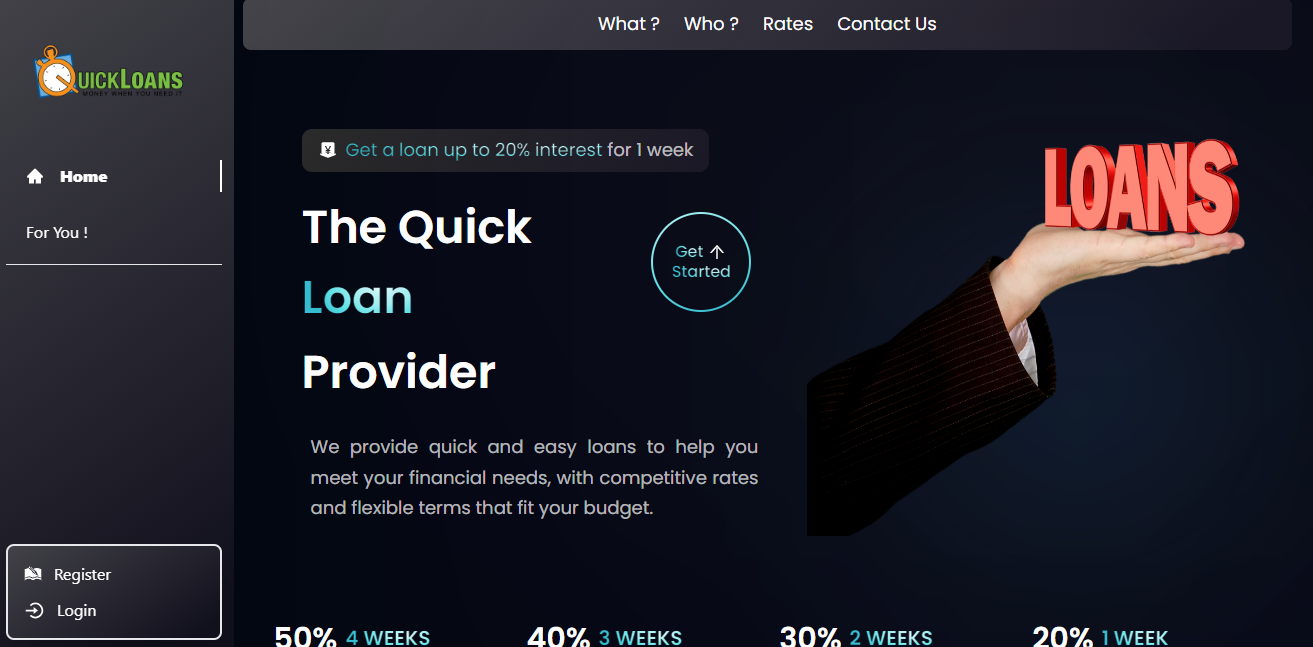 What ? Who ? Rates Contact Us
QUICKLOANS
MONEY WHEN YOU NEED IT
Home
For You !
Register
Login
¥ Get a loan up to 20% interest for 1 week
The Quick
Loan
Provider
Get ↑
Started
We provide quick and easy loans to help you
meet your financial needs, with competitive rates
and flexible terms that fit your budget.
LOANS
50% 4 WEEKS 40% 3 WEEKS 30% 2 WEEKS 20% 1 WEEK